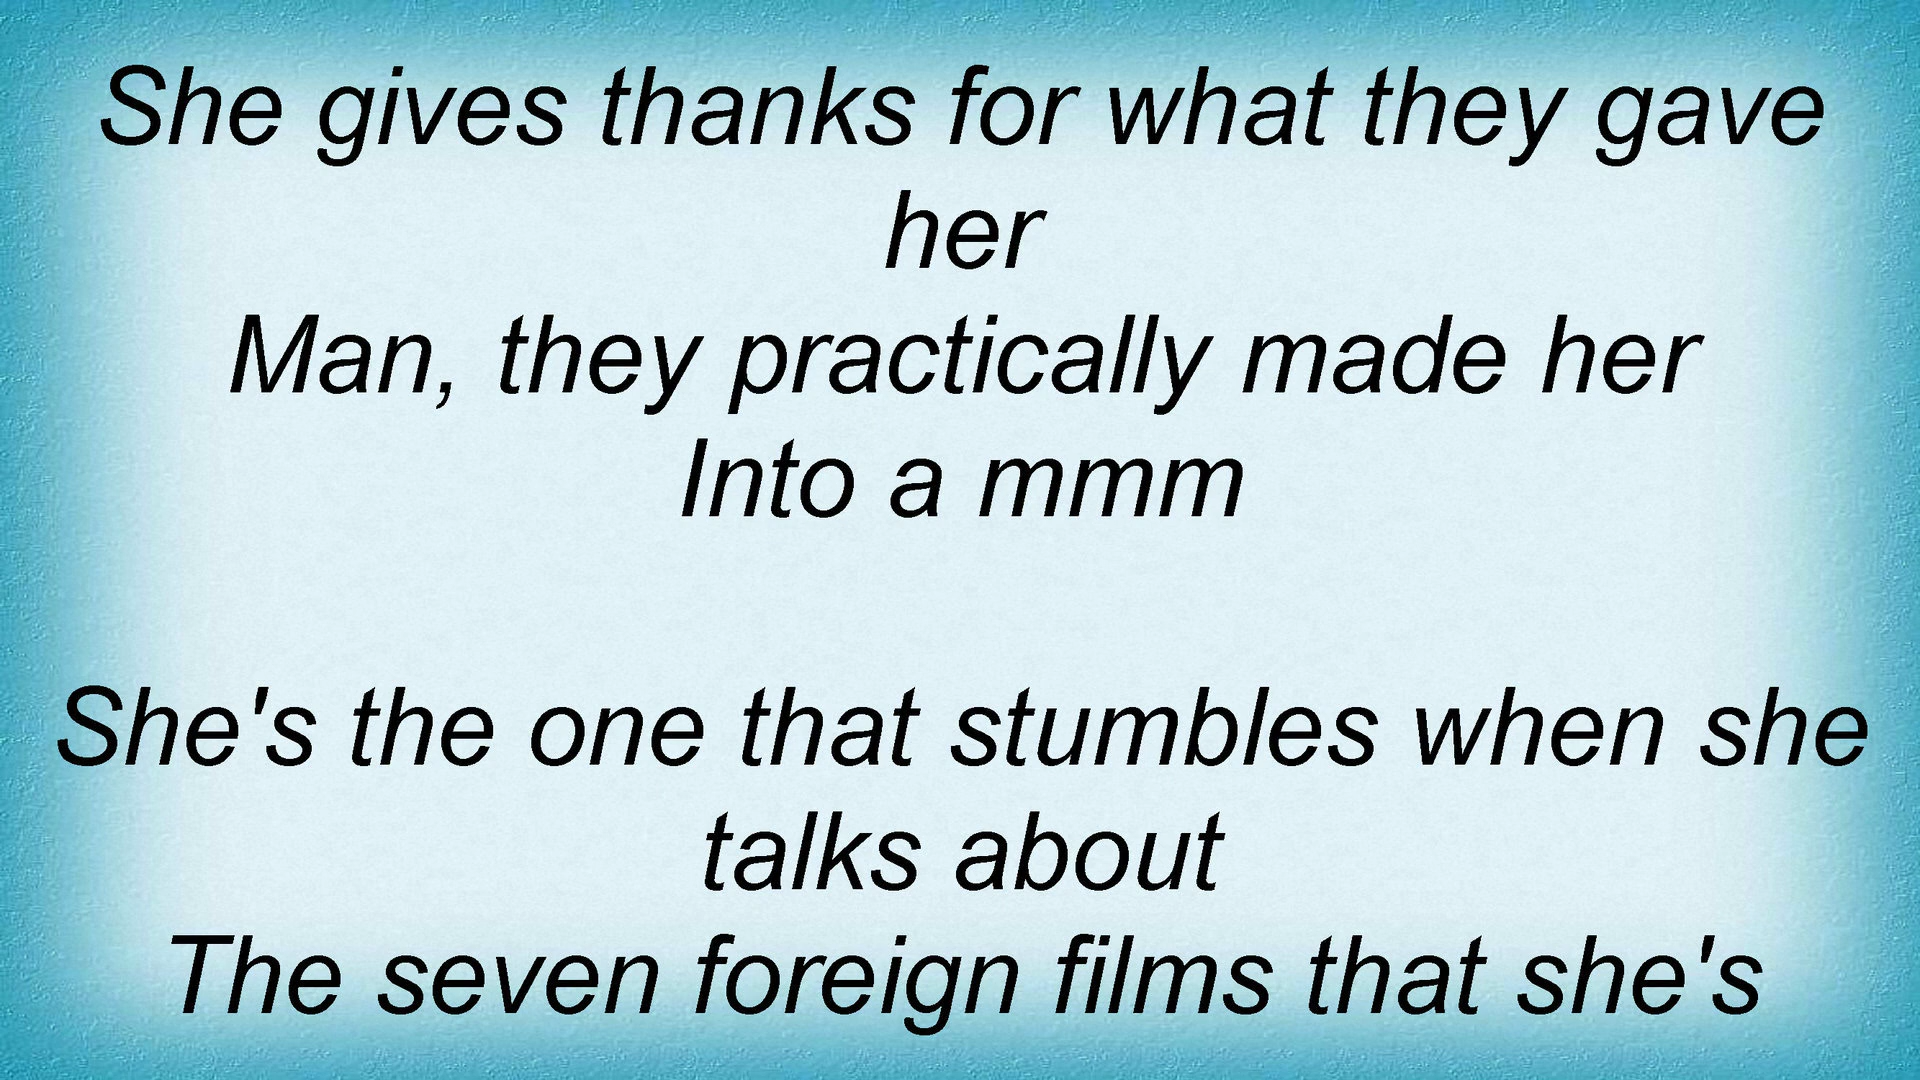 She gives thanks for what they gave
her
Man, they practically made her
Into a mmm
She's the one that stumbles when she
talks about
The seven foreign films that she's